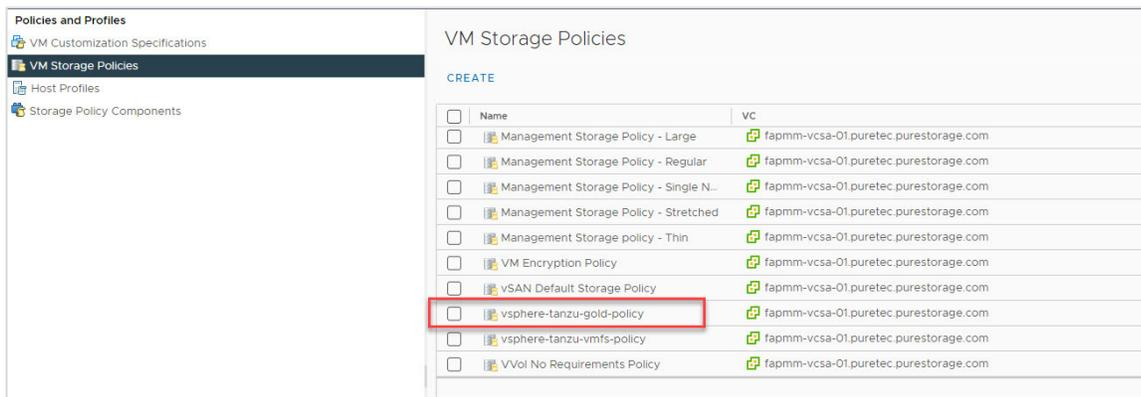 Policies and Profiles
VM Customization Specifications
VM Storage Policies
Host Profiles
Storage Policy Components
VM Storage Policies
CREATE
Name VC
Management Storage Policy - Large fapmm-vcsa-01.puretec.purestorage.com
Management Storage Policy - Regular fapmm-vcsa-01.puretec.purestorage.com
Management Storage Policy - Single N... fapmm-vcsa-01.puretec.purestorage.com
Management Storage Policy - Stretched fapmm-vcsa-01.puretec.purestorage.com
Management Storage policy - Thin fapmm-vcsa-01.puretec.purestorage.com
VM Encryption Policy fapmm-vcsa-01.puretec.purestorage.com
vSAN Default Storage Policy fapmm-vcsa-01.puretec.purestorage.com
vsphere-tanzu-gold-policy fapmm-vcsa-01.puretec.purestorage.com
vsphere-tanzu-vmfs-policy fapmm-vcsa-01.puretec.purestorage.com
VVol No Requirements Policy fapmm-vcsa-01.puretec.purestorage.com